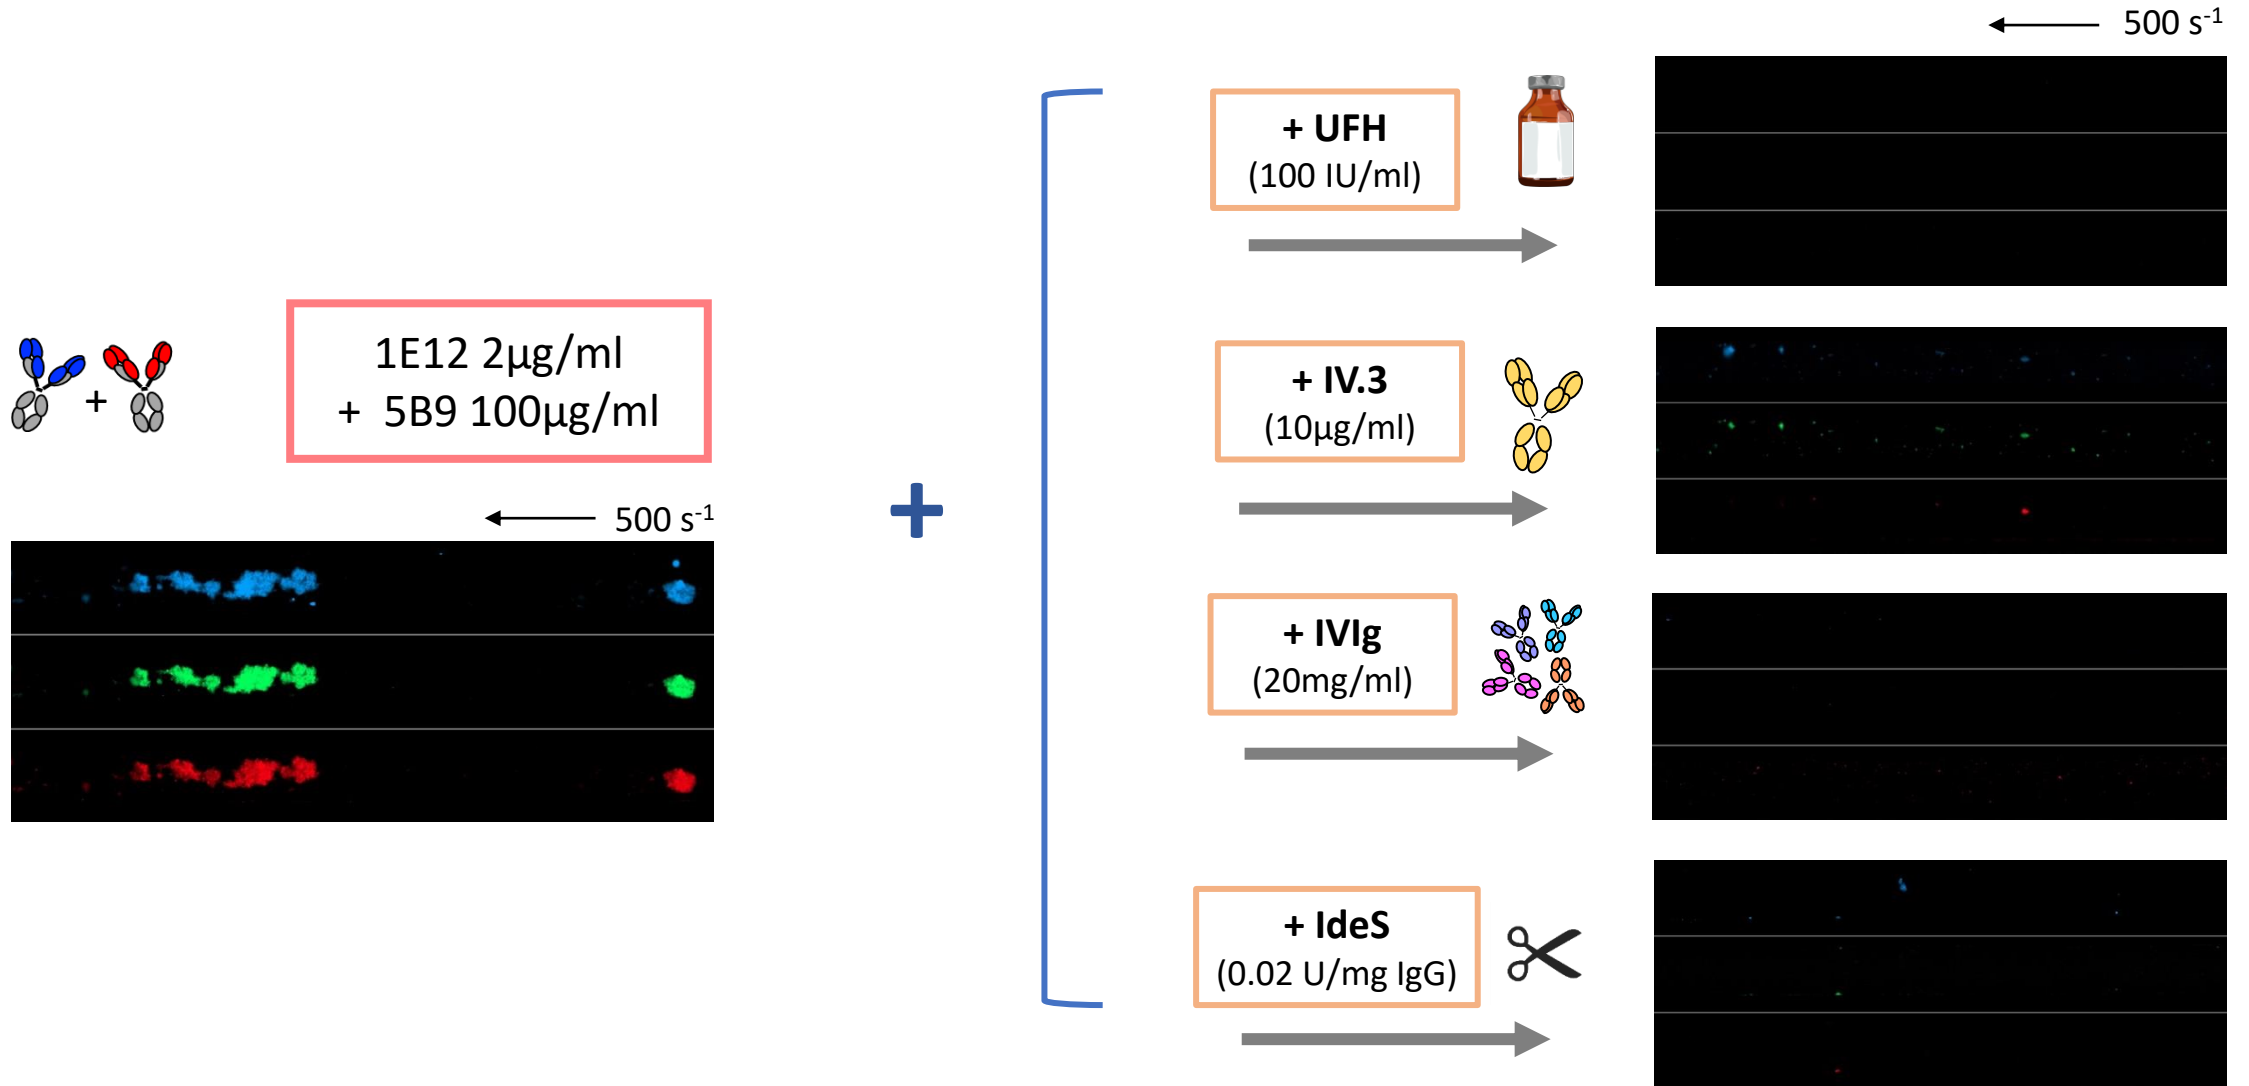 500 s⁻¹
+ UFH
(100 IU/ml)
1E12 2µg/ml
+ 5B9 100µg/ml
+
500 s⁻¹
+
+ IV.3
(10µg/ml)
+ IVIg
(20mg/ml)
+ IdeS
(0.02 U/mg IgG)